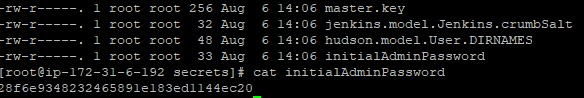 -rw-r-----. 1 root root 256 Aug  6 14:06 master.key
-rw-r-----. 1 root root  32 Aug  6 14:06 jenkins.model.Jenkins.crumbSalt
-rw-r-----. 1 root root  48 Aug  6 14:06 hudson.model.User.DIRNAMES
-rw-r-----. 1 root root  33 Aug  6 14:06 initialAdminPassword
[root@ip-172-31-6-192 secrets]# cat initialAdminPassword
28f6e9348232465891e183ed1144ec20